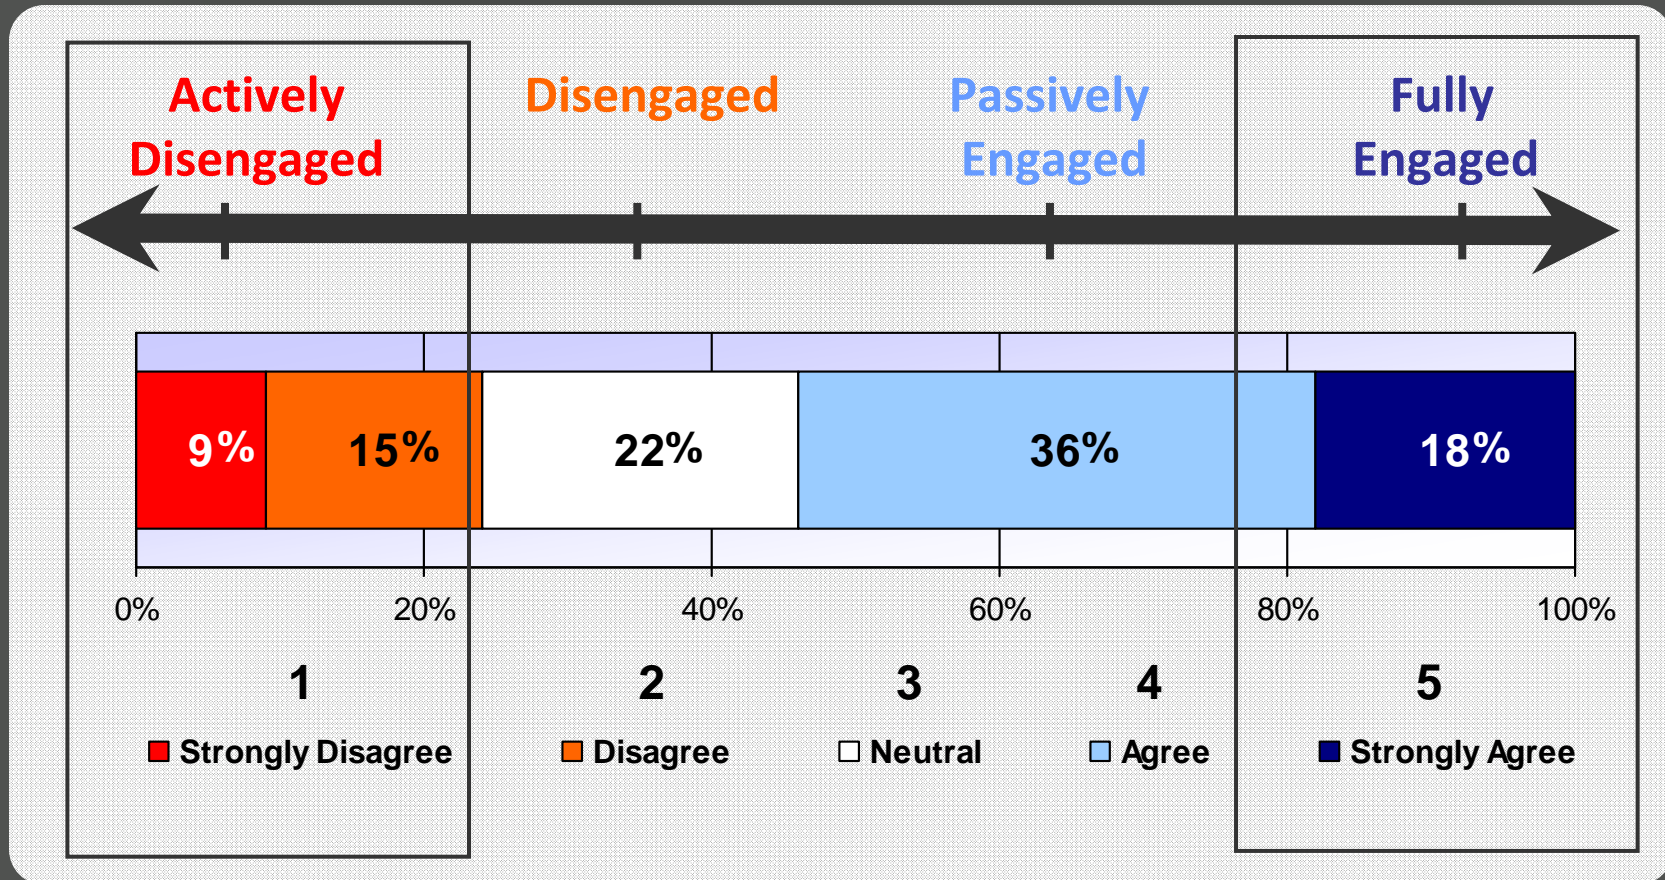 Actively
Disengaged
Disengaged
Passively
Engaged
Fully
Engaged
9% 15% 22% 36% 18%
0% 20% 40% 60% 80% 100%
1 2 3 4 5
Strongly Disagree Disagree Neutral Agree Strongly Agree